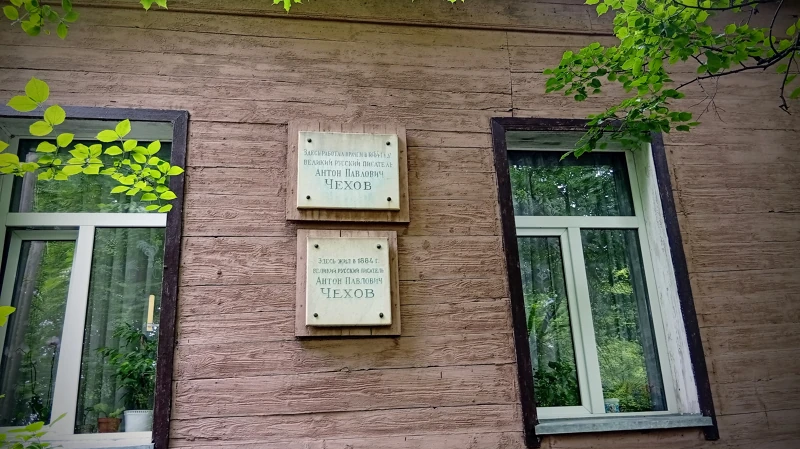 ВЕЛИКИЙ РУССКИЙ ПИСАТЕЛЬ
АНТОН ПАВЛОВИЧ
ЧЕХОВ
ЗДЕСЬ ЖИЛ В 1884 Г.
ВЕЛИКИЙ РУССКИЙ ПИСАТЕЛЬ
АНТОН ПАВЛОВИЧ
ЧЕХОВ